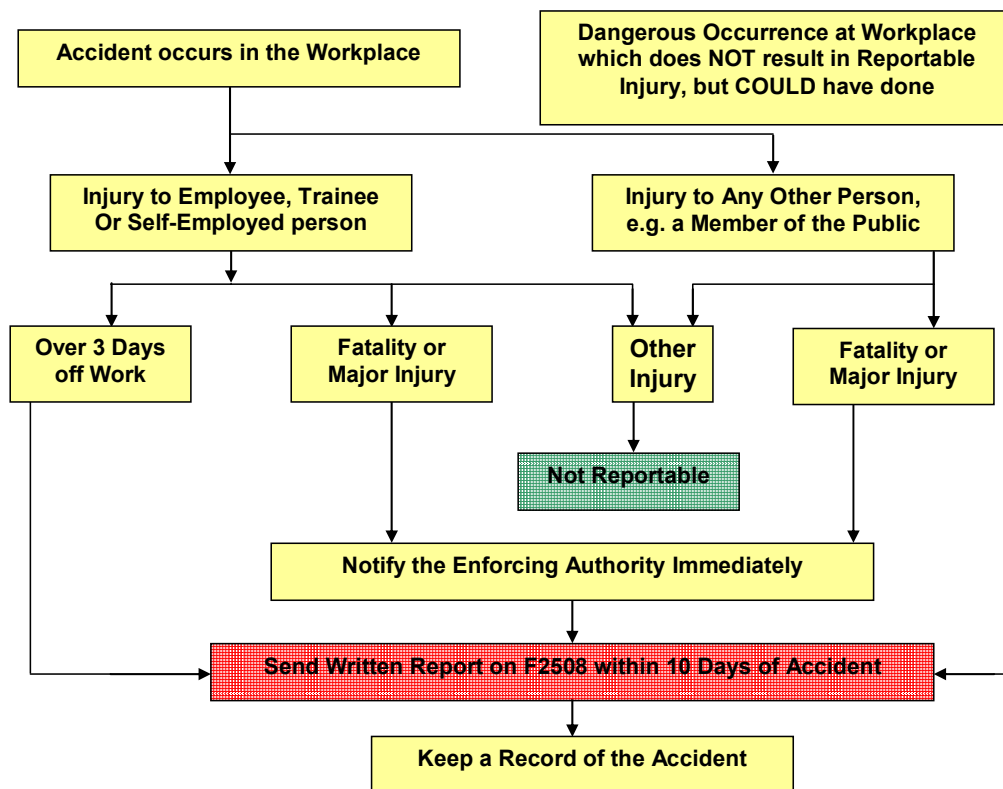 Accident occurs in the Workplace
Dangerous Occurrence at Workplace
which does NOT result in Reportable
Injury, but COULD have done
Injury to Employee, Trainee
Or Self-Employed person
Injury to Any Other Person,
e.g. a Member of the Public
Over 3 Days
off Work
Fatality or
Major Injury
Other
Injury
Fatality or
Major Injury
Not Reportable
Notify the Enforcing Authority Immediately
Send Written Report on F2508 within 10 Days of Accident
Keep a Record of the Accident